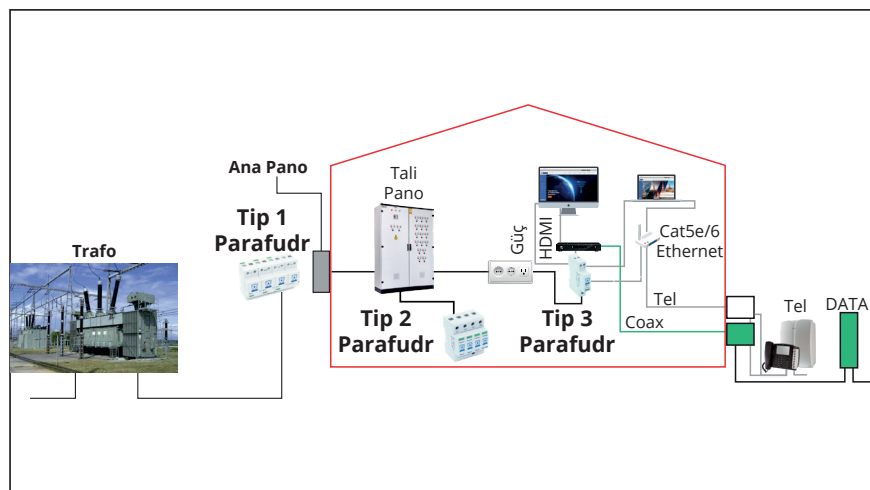 Ana Pano
Tip 1
Parafudr
Trafo
Tali
Pano
Tip 2
Parafudr
Güç
HDMI
Cat5e/6
Ethernet
Tip 3
Parafudr
Tel
Coax
Tel
DATA